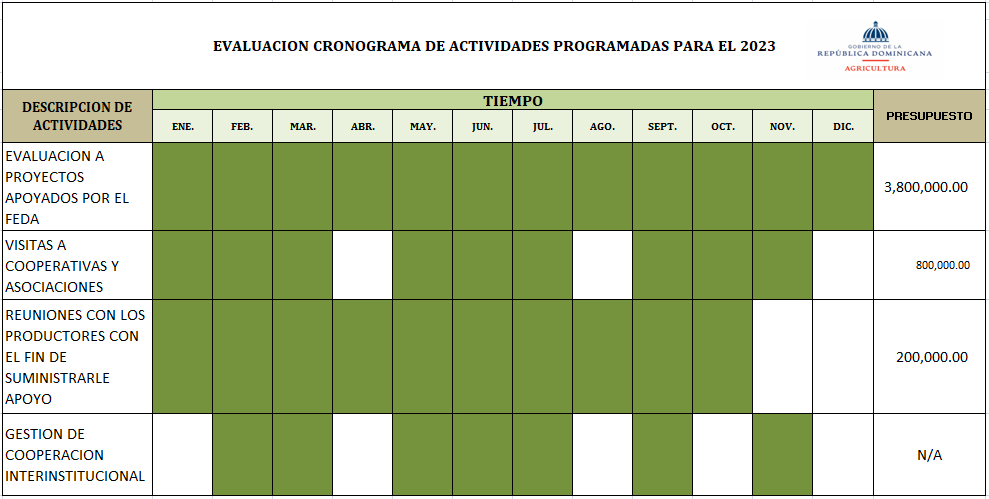 EVALUACION CRONOGRAMA DE ACTIVIDADES PROGRAMADAS PARA EL 2023
GOBIERNO DE LA
REPÚBLICA DOMINICANA
AGRICULTURA
DESCRIPCION DE
ACTIVIDADES
TIEMPO
PRESUPUESTO
ENE. FEB. MAR. ABR. MAY. JUN. JUL. AGO. SEPT. OCT. NOV. DIC.
EVALUACION A
PROYECTOS
APOYADOS POR EL
FEDA
3,800,000.00
VISITAS A
COOPERATIVAS Y
ASOCIACIONES
800,000.00
REUNIONES CON LOS
PRODUCTORES CON
EL FIN DE
SUMINISTRARLE
APOYO
200,000.00
GESTION DE
COOPERACION
INTERINSTITUCIONAL
N/A